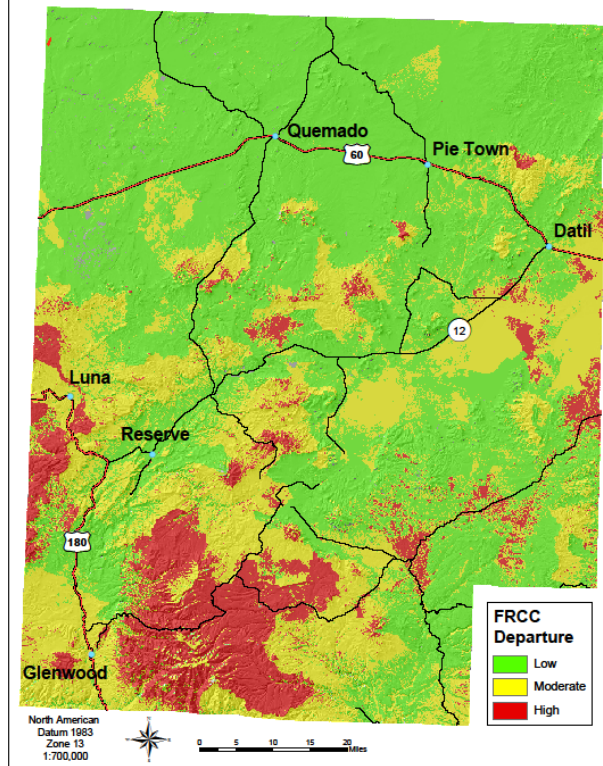 Quemado
60
Pie Town
Datil
12
Luna
Reserve
180
Glenwood
FRCC
Departure
Low
Moderate
High
North American
Datum 1983
Zone 13
1:700,000
N
0 5 10 15 20
Miles